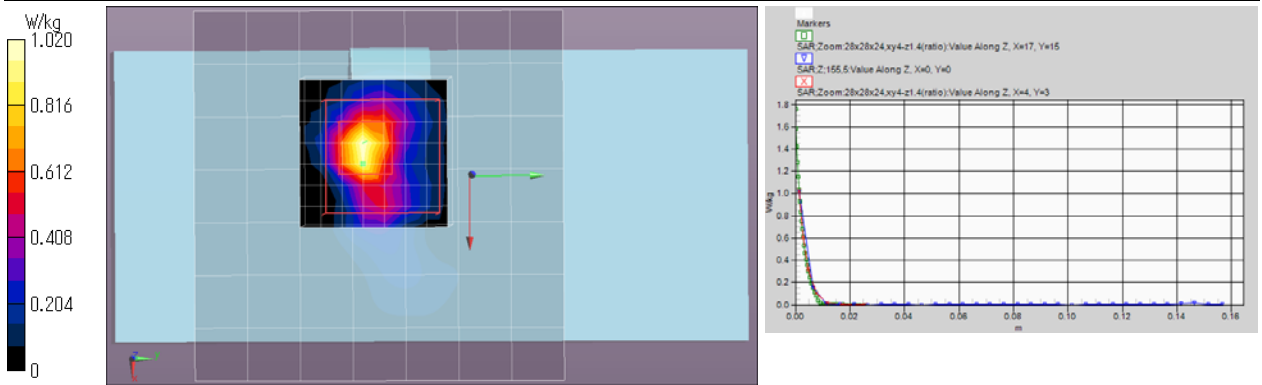 W/kg
1.020
0.816
0.612
0.408
0.204
0
Markers
SAR;Zoom:28x28x24,xy4-z1.4(ratio):Value Along Z, X=17, Y=15
SAR;Z;155,5:Value Along Z, X=0, Y=0
SAR;Zoom:28x28x24,xy4-z1.4(ratio):Value Along Z, X=4, Y=3
1.8
1.6
1.4
1.2
1.0
0.8
0.6
0.4
0.2
0.0
W/kg
0.00 0.02 0.04 0.06 0.08 0.10 0.12 0.14 0.16
m